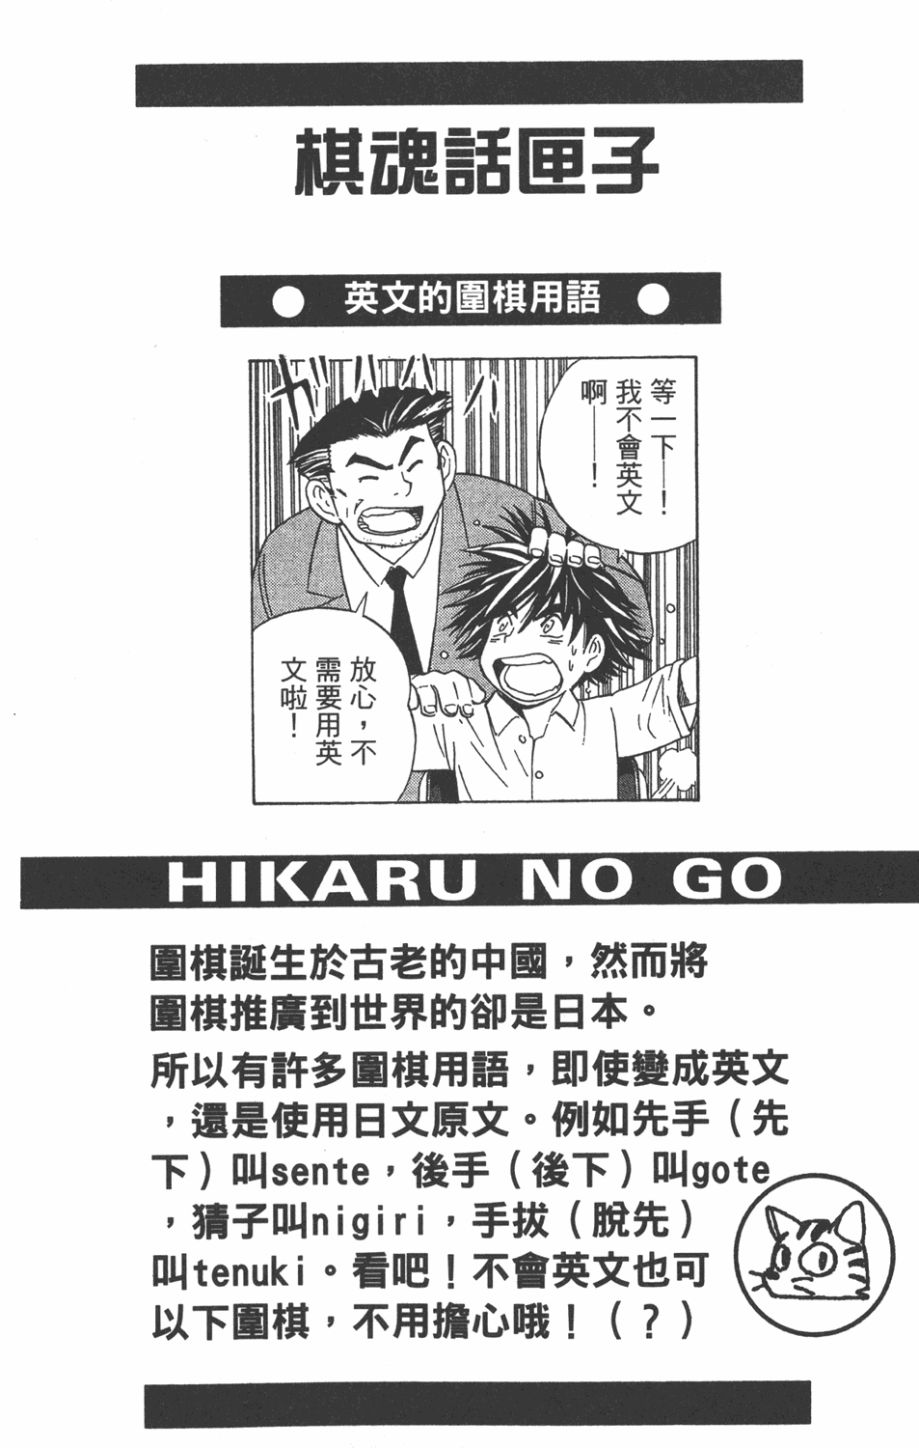 棋魂話匣子
● 英文的圍棋用語 ●
ガハハハ
等一下——！
我不會英文
啊——！
放心，不
需要用英
文啦！
HIKARU NO GO
圍棋誕生於古老的中國，然而將
圍棋推廣到世界的卻是日本。
所以有許多圍棋用語，即使變成英文
，還是使用日文原文。例如先手（先
下）叫sente，後手（後下）叫gote
，猜子叫nigiri，手拔（脫先）
叫tenuki。看吧！不會英文也可
以下圍棋，不用擔心哦！（？）